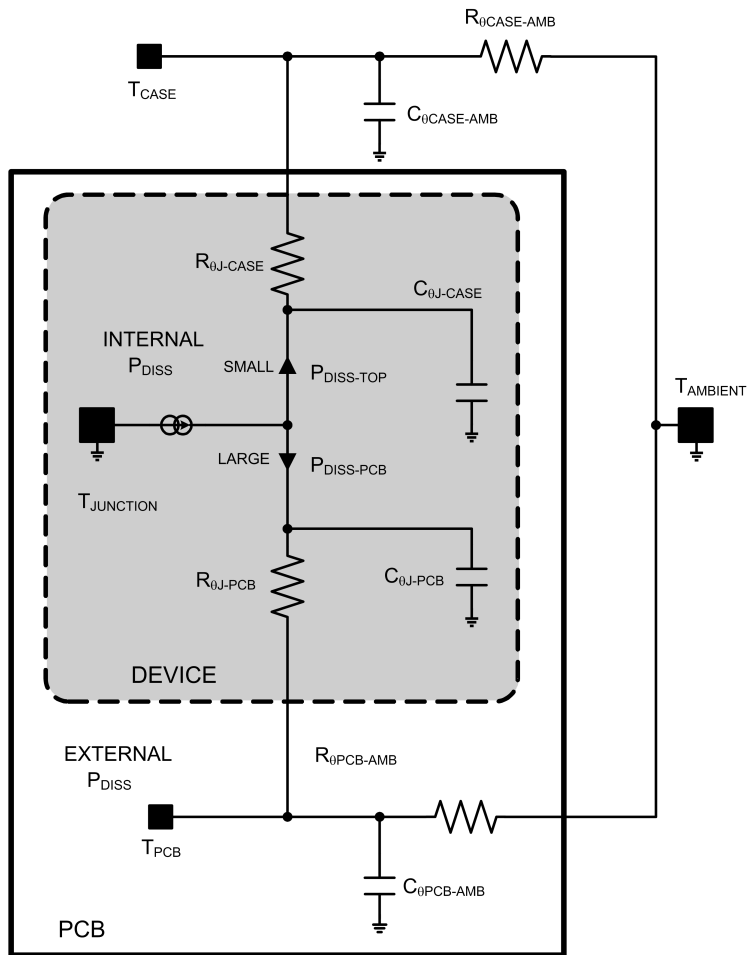 RθCASE-AMB
TCASE
CθCASE-AMB
RθJ-CASE
CθJ-CASE
INTERNAL
PDISS
SMALL
PDISS-TOP
TAMBIENT
LARGE
PDISS-PCB
TJUNCTION
RθJ-PCB
CθJ-PCB
DEVICE
EXTERNAL
PDISS
RθPCB-AMB
TPCB
CθPCB-AMB
PCB